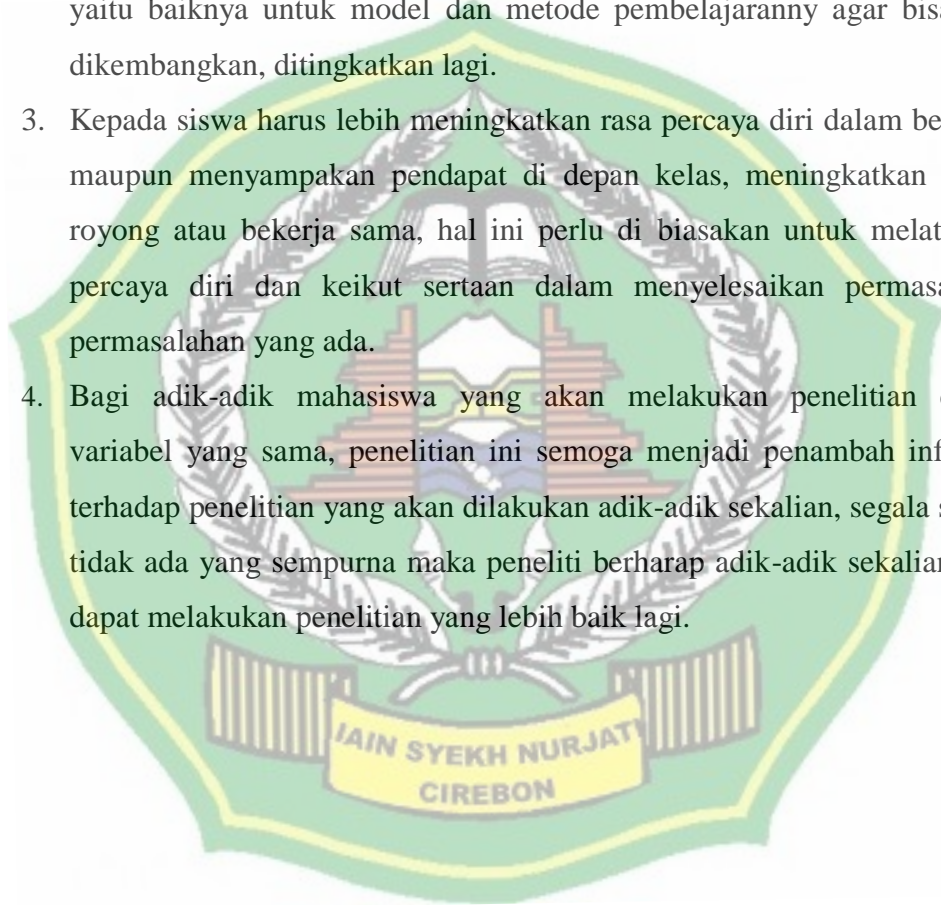 yaitu baiknya untuk model dan metode pembelajaranny agar bisa
dikembangkan, ditingkatkan lagi.
3. Kepada siswa harus lebih meningkatkan rasa percaya diri dalam be
maupun menyampakan pendapat di depan kelas, meningkatkan
royong atau bekerja sama, hal ini perlu di biasakan untuk melat
percaya diri dan keikut sertaan dalam menyelesaikan permasa
permasalahan yang ada.
4. Bagi adik-adik mahasiswa yang akan melakukan penelitian
variabel yang sama, penelitian ini semoga menjadi penambah inf
terhadap penelitian yang akan dilakukan adik-adik sekalian, segala s
tidak ada yang sempurna maka peneliti berharap adik-adik sekalian
dapat melakukan penelitian yang lebih baik lagi.
IAIN SYEKH NURJATI
CIREBON